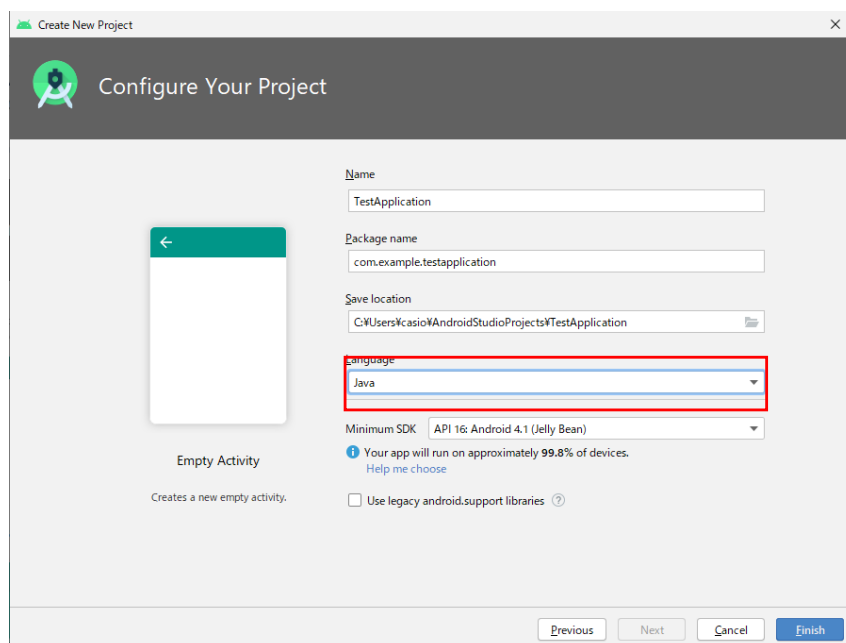 Create New Project
Configure Your Project
Name
TestApplication
Package name
com.example.testapplication
Save location
C:¥Users¥casio¥AndroidStudioProjects¥TestApplication
Language
Java
Minimum SDK API 16: Android 4.1 (Jelly Bean)
Your app will run on approximately 99.8% of devices.
Help me choose
Use legacy android.support libraries ?
Empty Activity
Creates a new empty activity.
Previous Next Cancel Finish